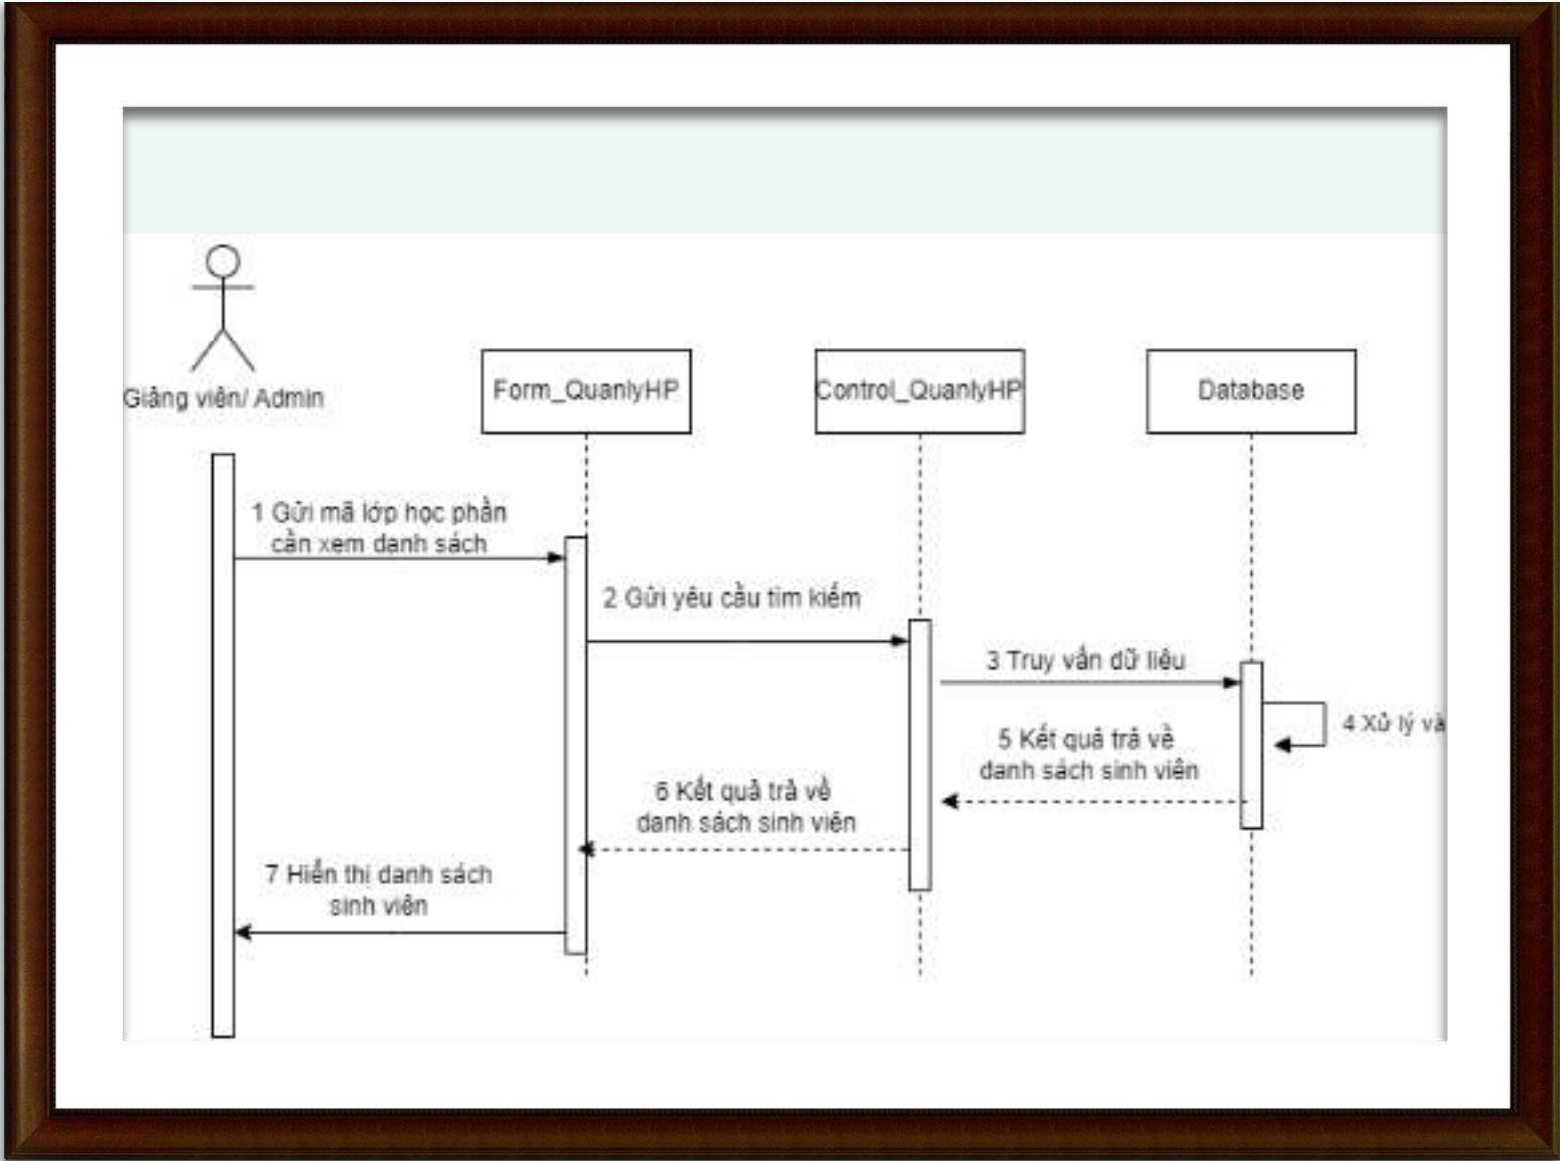 Giảng viên/ Admin
Form_QuanlyHP
Control_QuanlyHP
Database
1 Gửi mã lớp học phần
cần xem danh sách
2 Gửi yêu cầu tìm kiếm
3 Truy vấn dữ liệu
4 Xử lý và
5 Kết quả trả về
danh sách sinh viên
6 Kết quả trả về
danh sách sinh viên
7 Hiển thị danh sách
sinh viên